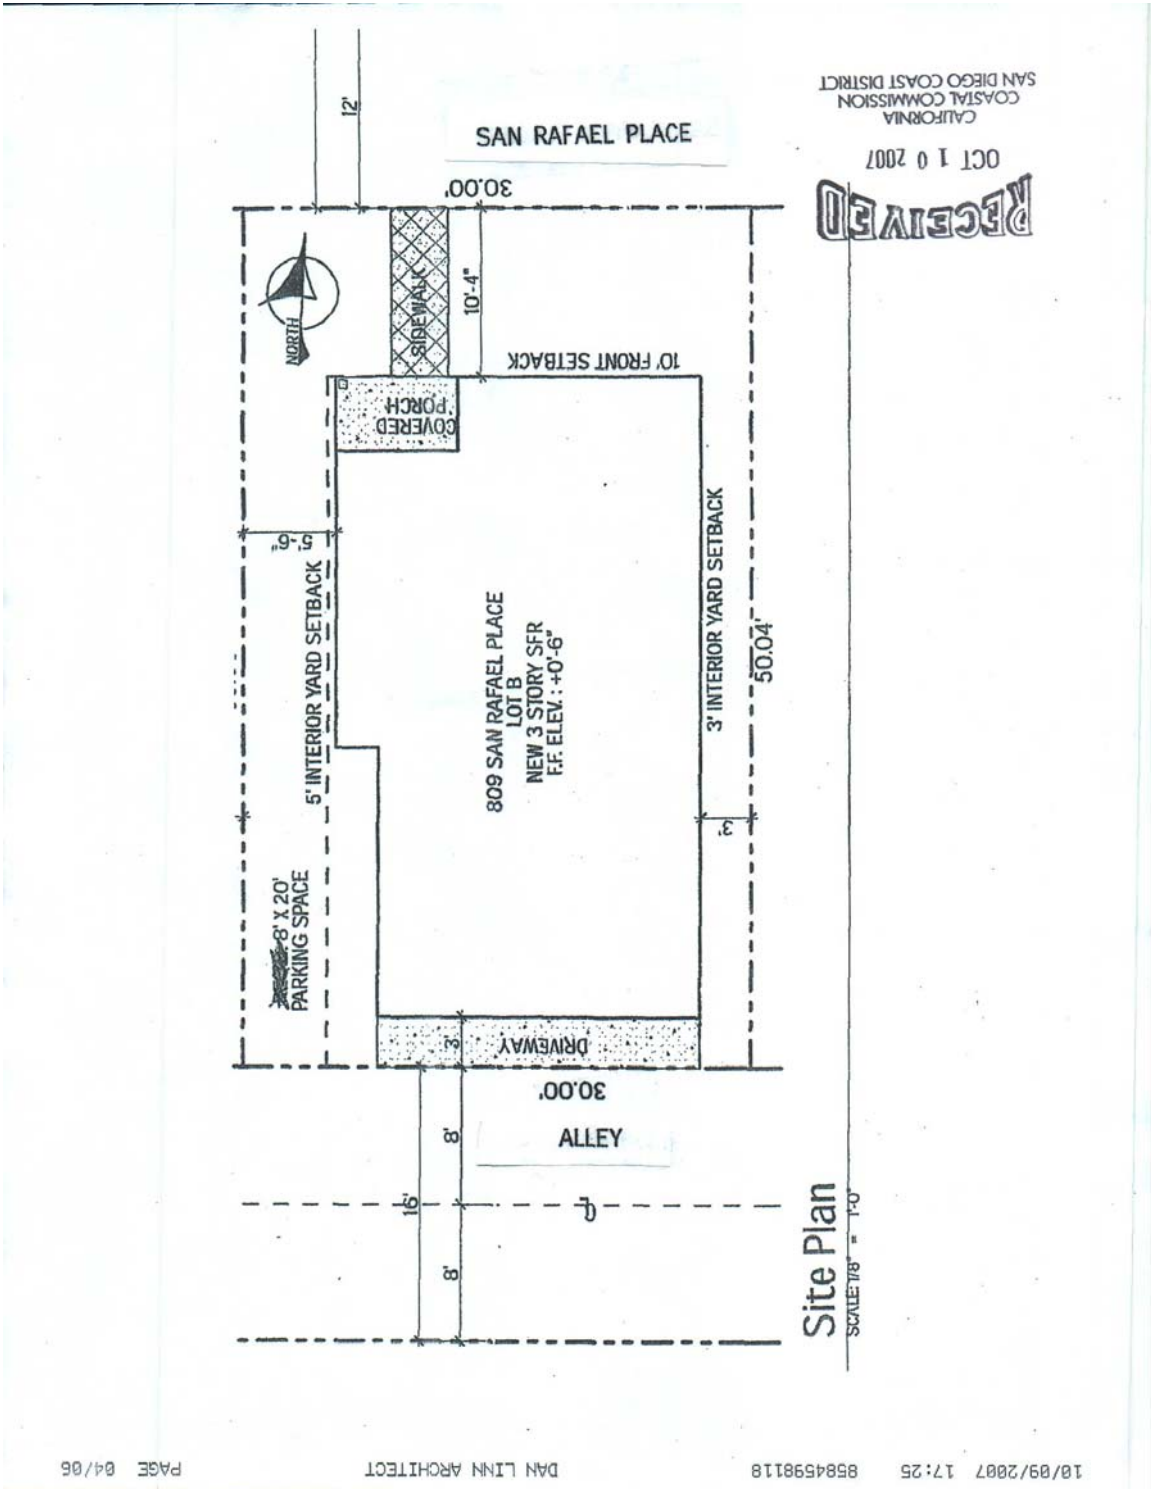 CALIFORNIA
COASTAL COMMISSION
SAN DIEGO COAST DISTRICT
OCT 1 0 2007
RECEIVED
12'
SAN RAFAEL PLACE
30.00'
SIDEWALK
10'-4"
NORTH
10' FRONT SETBACK
COVERED
PORCH
5'-6"
5' INTERIOR YARD SETBACK
809 SAN RAFAEL PLACE
LOT B
NEW 3 STORY SFR
F.F. ELEV.: +0'-6"
3' INTERIOR YARD SETBACK
50.04'
3'
8' X 20'
PARKING SPACE
3'
DRIVEWAY
30.00'
8'
ALLEY
16'
8'
Site Plan
SCALE: 1/8" = 1'-0"
10/09/2007 17:25 8584598118 DAN LINN ARCHITECT PAGE 04/06